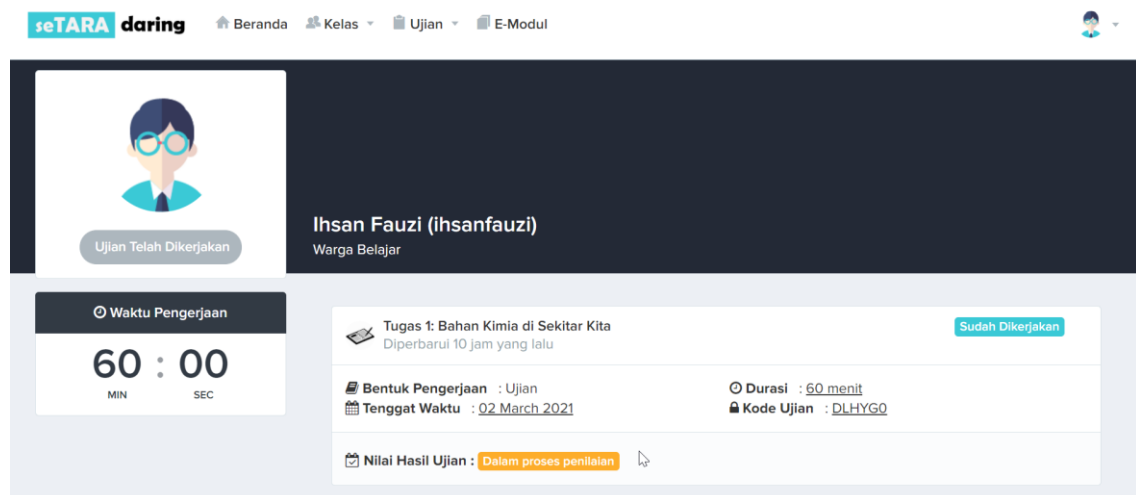 seTARA daring Beranda Kelas Ujian E-Modul
Ujian Telah Dikerjakan
Ihsan Fauzi (ihsanfauzi)
Warga Belajar
Waktu Pengerjaan
60 : 00
MIN SEC
Tugas 1: Bahan Kimia di Sekitar Kita
Diperbarui 10 jam yang lalu
Sudah Dikerjakan
Bentuk Pengerjaan : Ujian
Tenggat Waktu : 02 March 2021
Durasi : 60 menit
Kode Ujian : DLHYG0
Nilai Hasil Ujian : Dalam proses penilaian